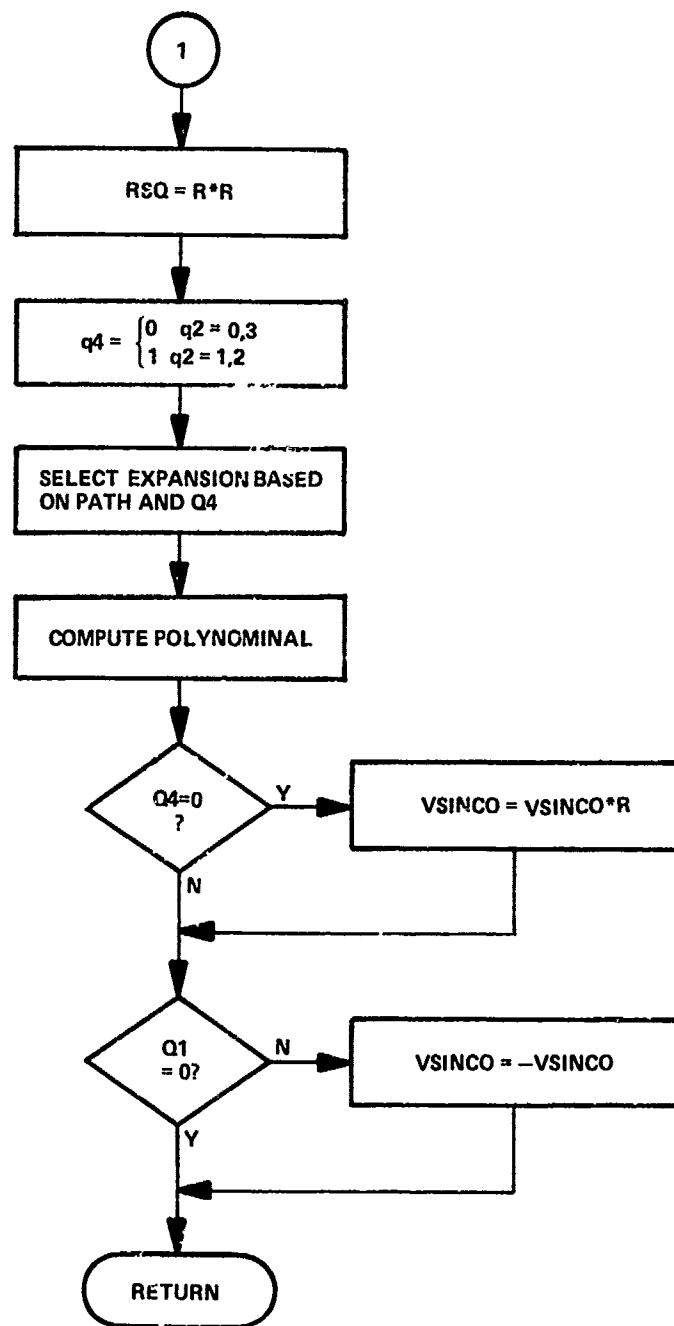 1
RSQ = R*R
q4 = { 0 q2 = 0,3
1 q2 = 1,2
SELECT EXPANSION BASED
ON PATH AND Q4
COMPUTE POLYNOMINAL
Q4=0
?
Y
VSINCO = VSINCO*R
N
Q1
= 0?
N
VSINCO = –VSINCO
Y
RETURN